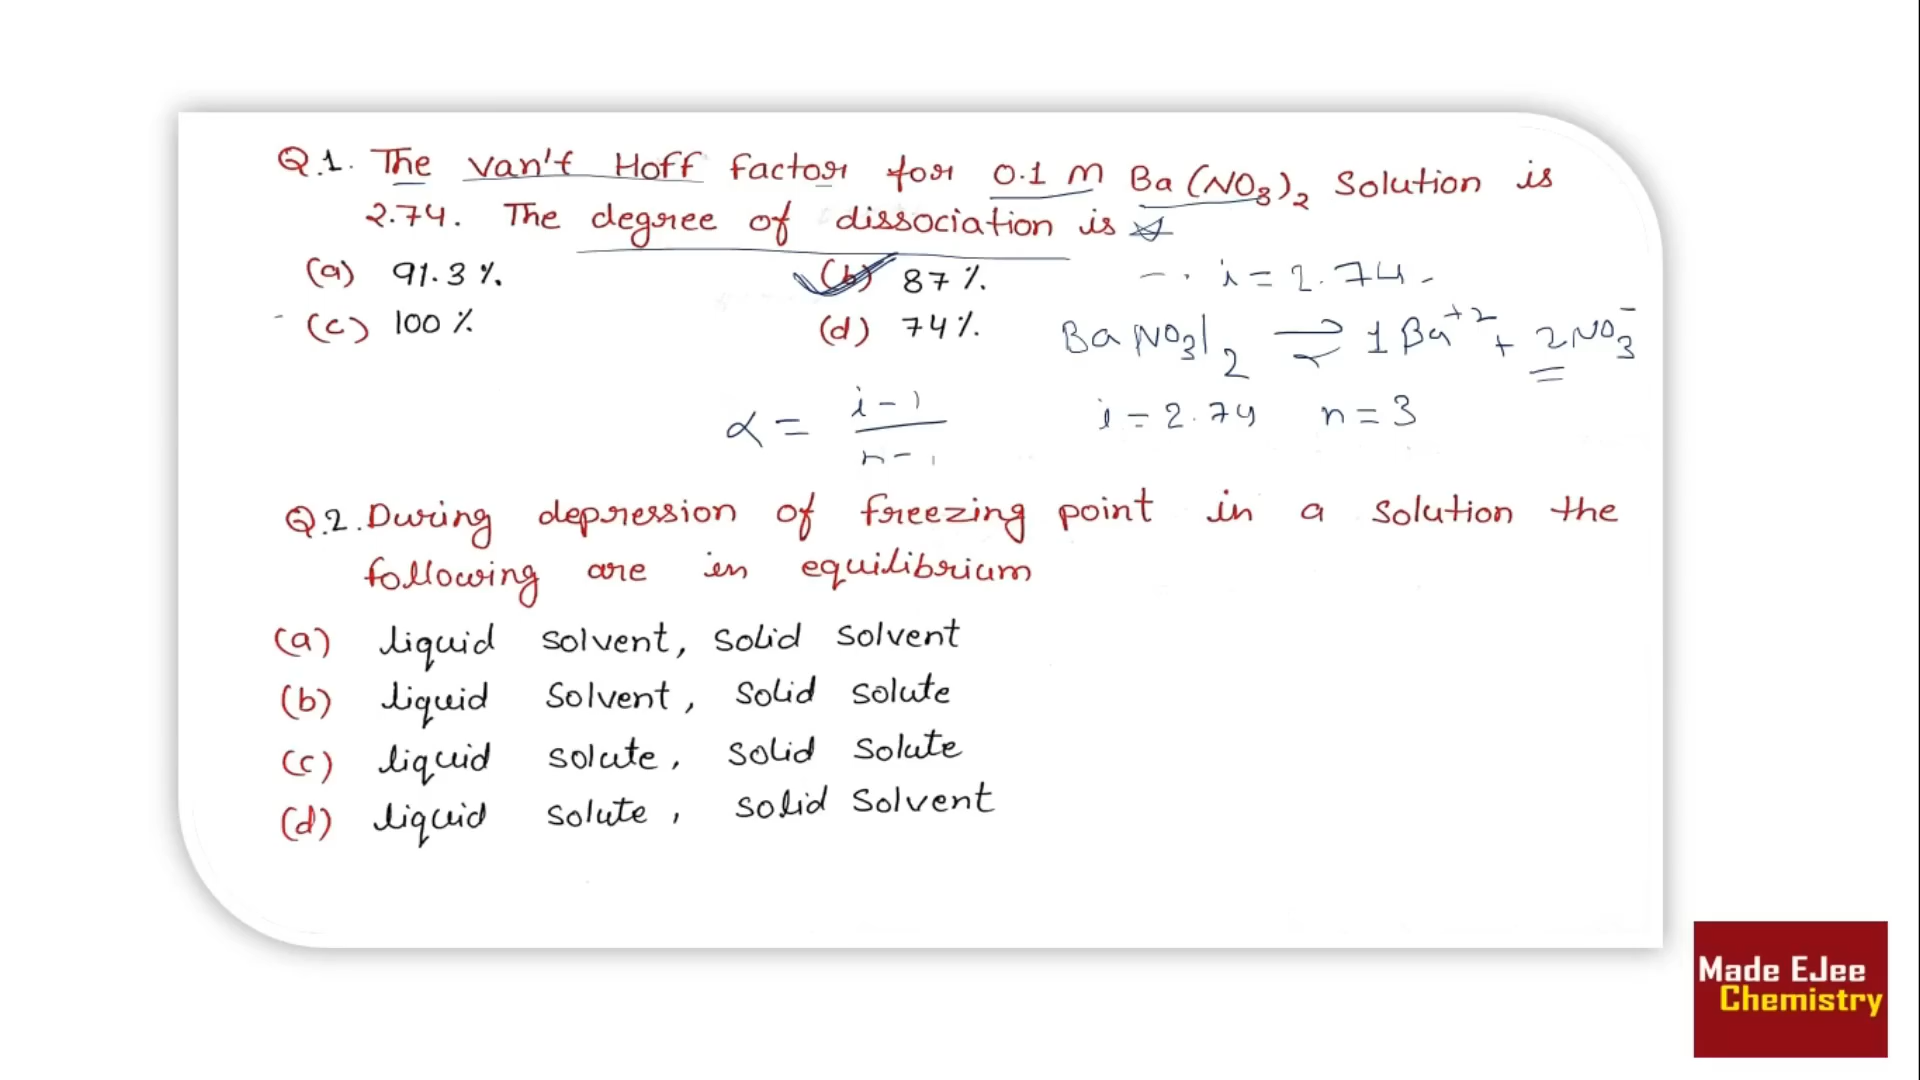 Q.1. The van't Hoff factor for 0.1 M Ba(NO3)2 Solution is
2.74. The degree of dissociation is
(a) 91.3 %. (b) 87 %.
(c) 100 % (d) 74 %.
i = 2.74
Ba NO3)2 ⇌ 1 Ba+2 + 2NO3-
α = i-1 / n-1
i = 2.74 n = 3
Q.2. During depression of freezing point in a solution the
following are in equilibrium
(a) liquid solvent, solid solvent
(b) liquid solvent, solid solute
(c) liquid solute, solid solute
(d) liquid solute, solid solvent
Made EJee
Chemistry